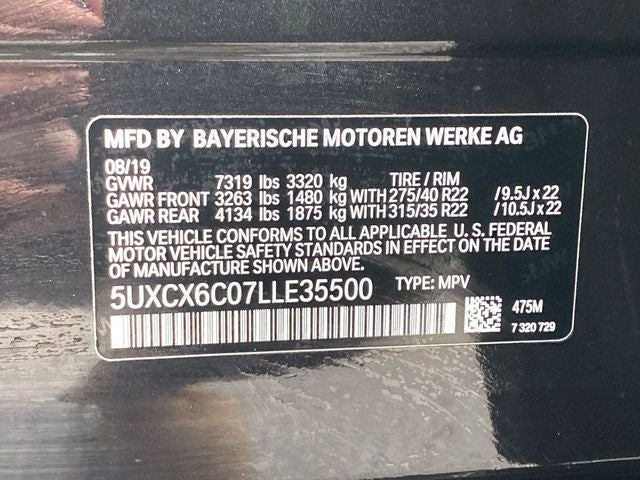 MFD BY BAYERISCHE MOTOREN WERKE AG
08/19
GVWR 7319 lbs 3320 kg TIRE / RIM
GAWR FRONT 3263 lbs 1480 kg WITH 275/40 R22 / 9.5J x 22
GAWR REAR 4134 lbs 1875 kg WITH 315/35 R22 / 10.5J x 22
THIS VEHICLE CONFORMS TO ALL APPLICABLE U. S. FEDERAL
MOTOR VEHICLE SAFETY STANDARDS IN EFFECT ON THE DATE
OF MANUFACTURE SHOWN ABOVE.
5UXCX6C07LLE35500 TYPE: MPV
475M
7 320 729